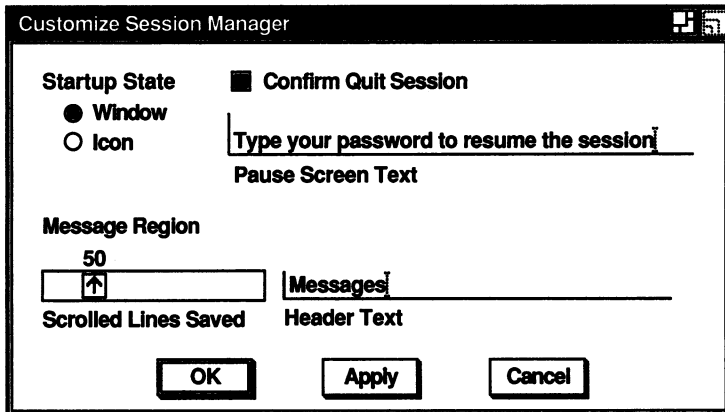 Customize Session Manager
Startup State
Confirm Quit Session
Window
Icon
Type your password to resume the session
Pause Screen Text
Message Region
50
Messages
Scrolled Lines Saved
Header Text
OK
Apply
Cancel